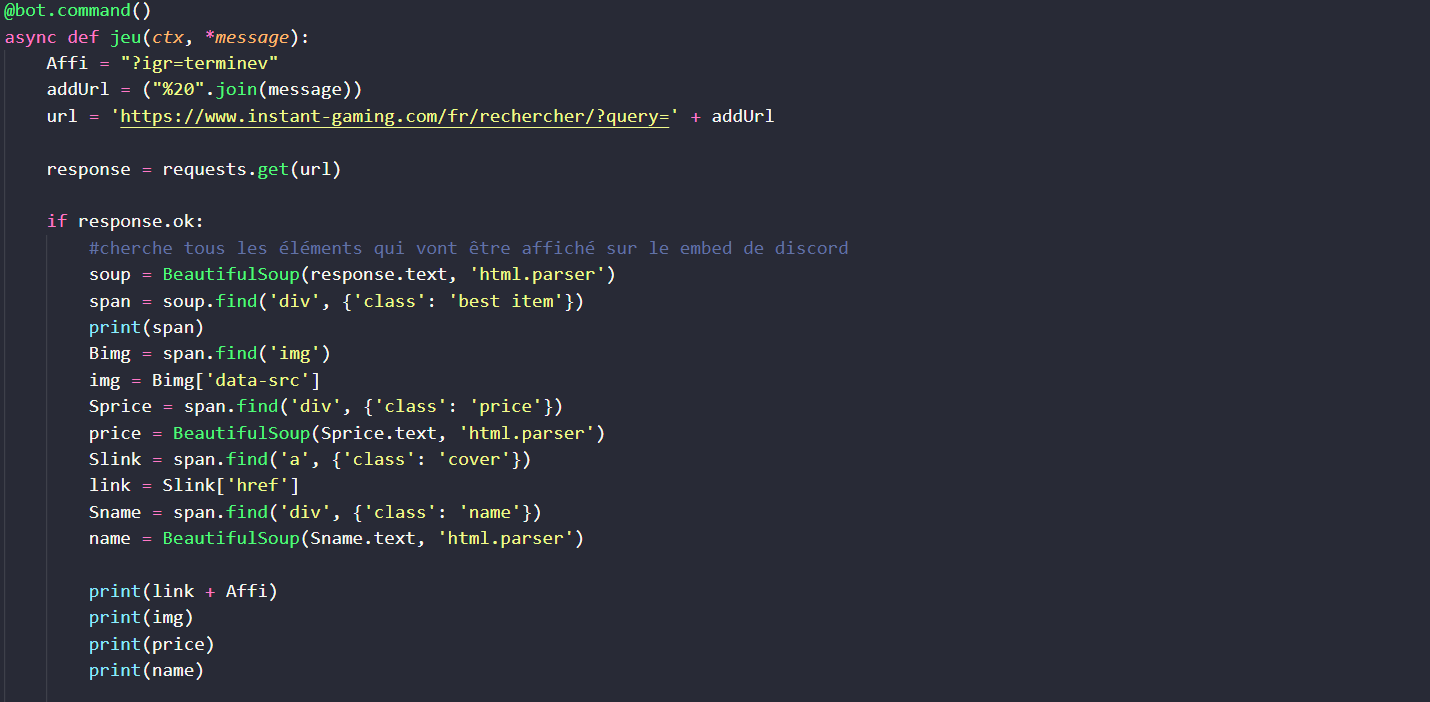 @bot.command()
async def jeu(ctx, *message):
    Affi = "?igr=terminev"
    addUrl = ("%20".join(message))
    url = 'https://www.instant-gaming.com/fr/rechercher/?query=' + addUrl

    response = requests.get(url)

    if response.ok:
        #cherche tous les éléments qui vont être affiché sur le embed de discord
        soup = BeautifulSoup(response.text, 'html.parser')
        span = soup.find('div', {'class': 'best item'})
        print(span)
        Bimg = span.find('img')
        img = Bimg['data-src']
        Sprice = span.find('div', {'class': 'price'})
        price = BeautifulSoup(Sprice.text, 'html.parser')
        Slink = span.find('a', {'class': 'cover'})
        link = Slink['href']
        Sname = span.find('div', {'class': 'name'})
        name = BeautifulSoup(Sname.text, 'html.parser')

        print(link + Affi)
        print(img)
        print(price)
        print(name)